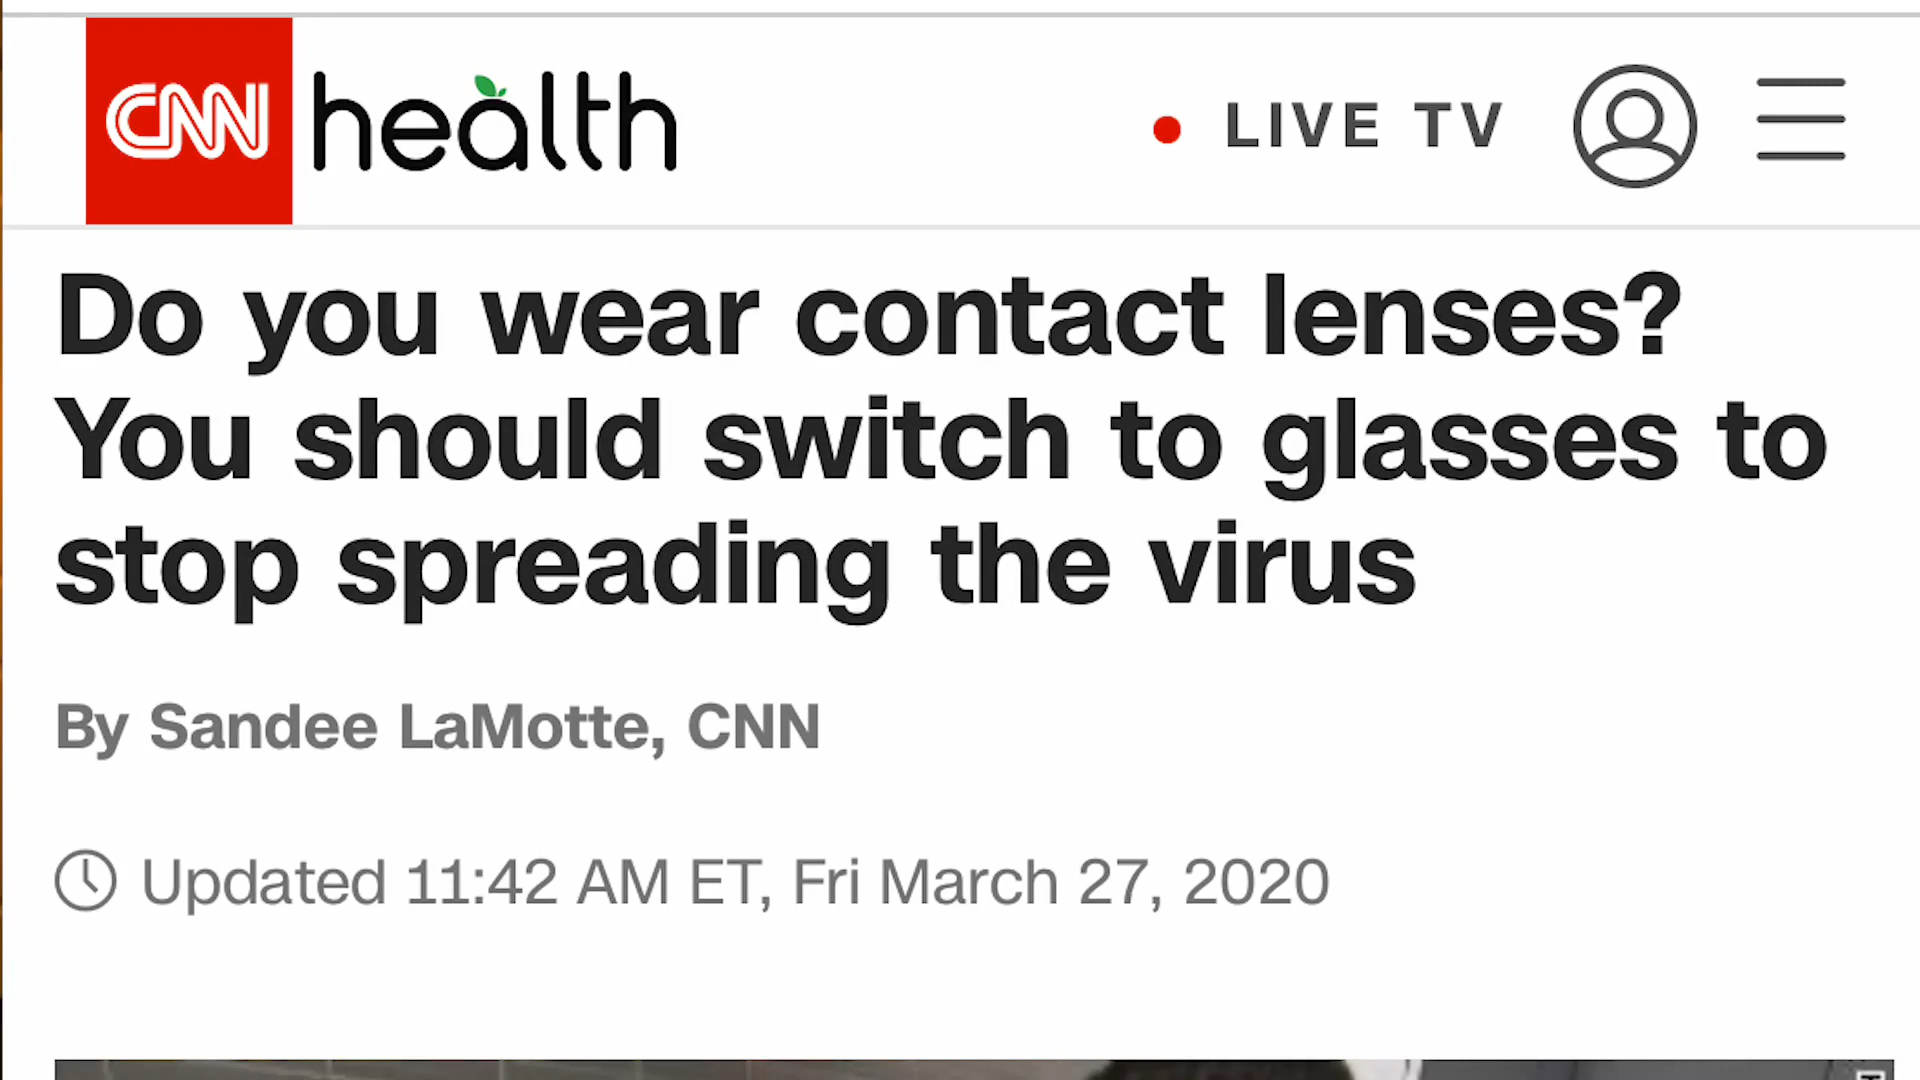 CNN health
LIVE TV
Do you wear contact lenses?
You should switch to glasses to
stop spreading the virus
By Sandee LaMotte, CNN
Updated 11:42 AM ET, Fri March 27, 2020